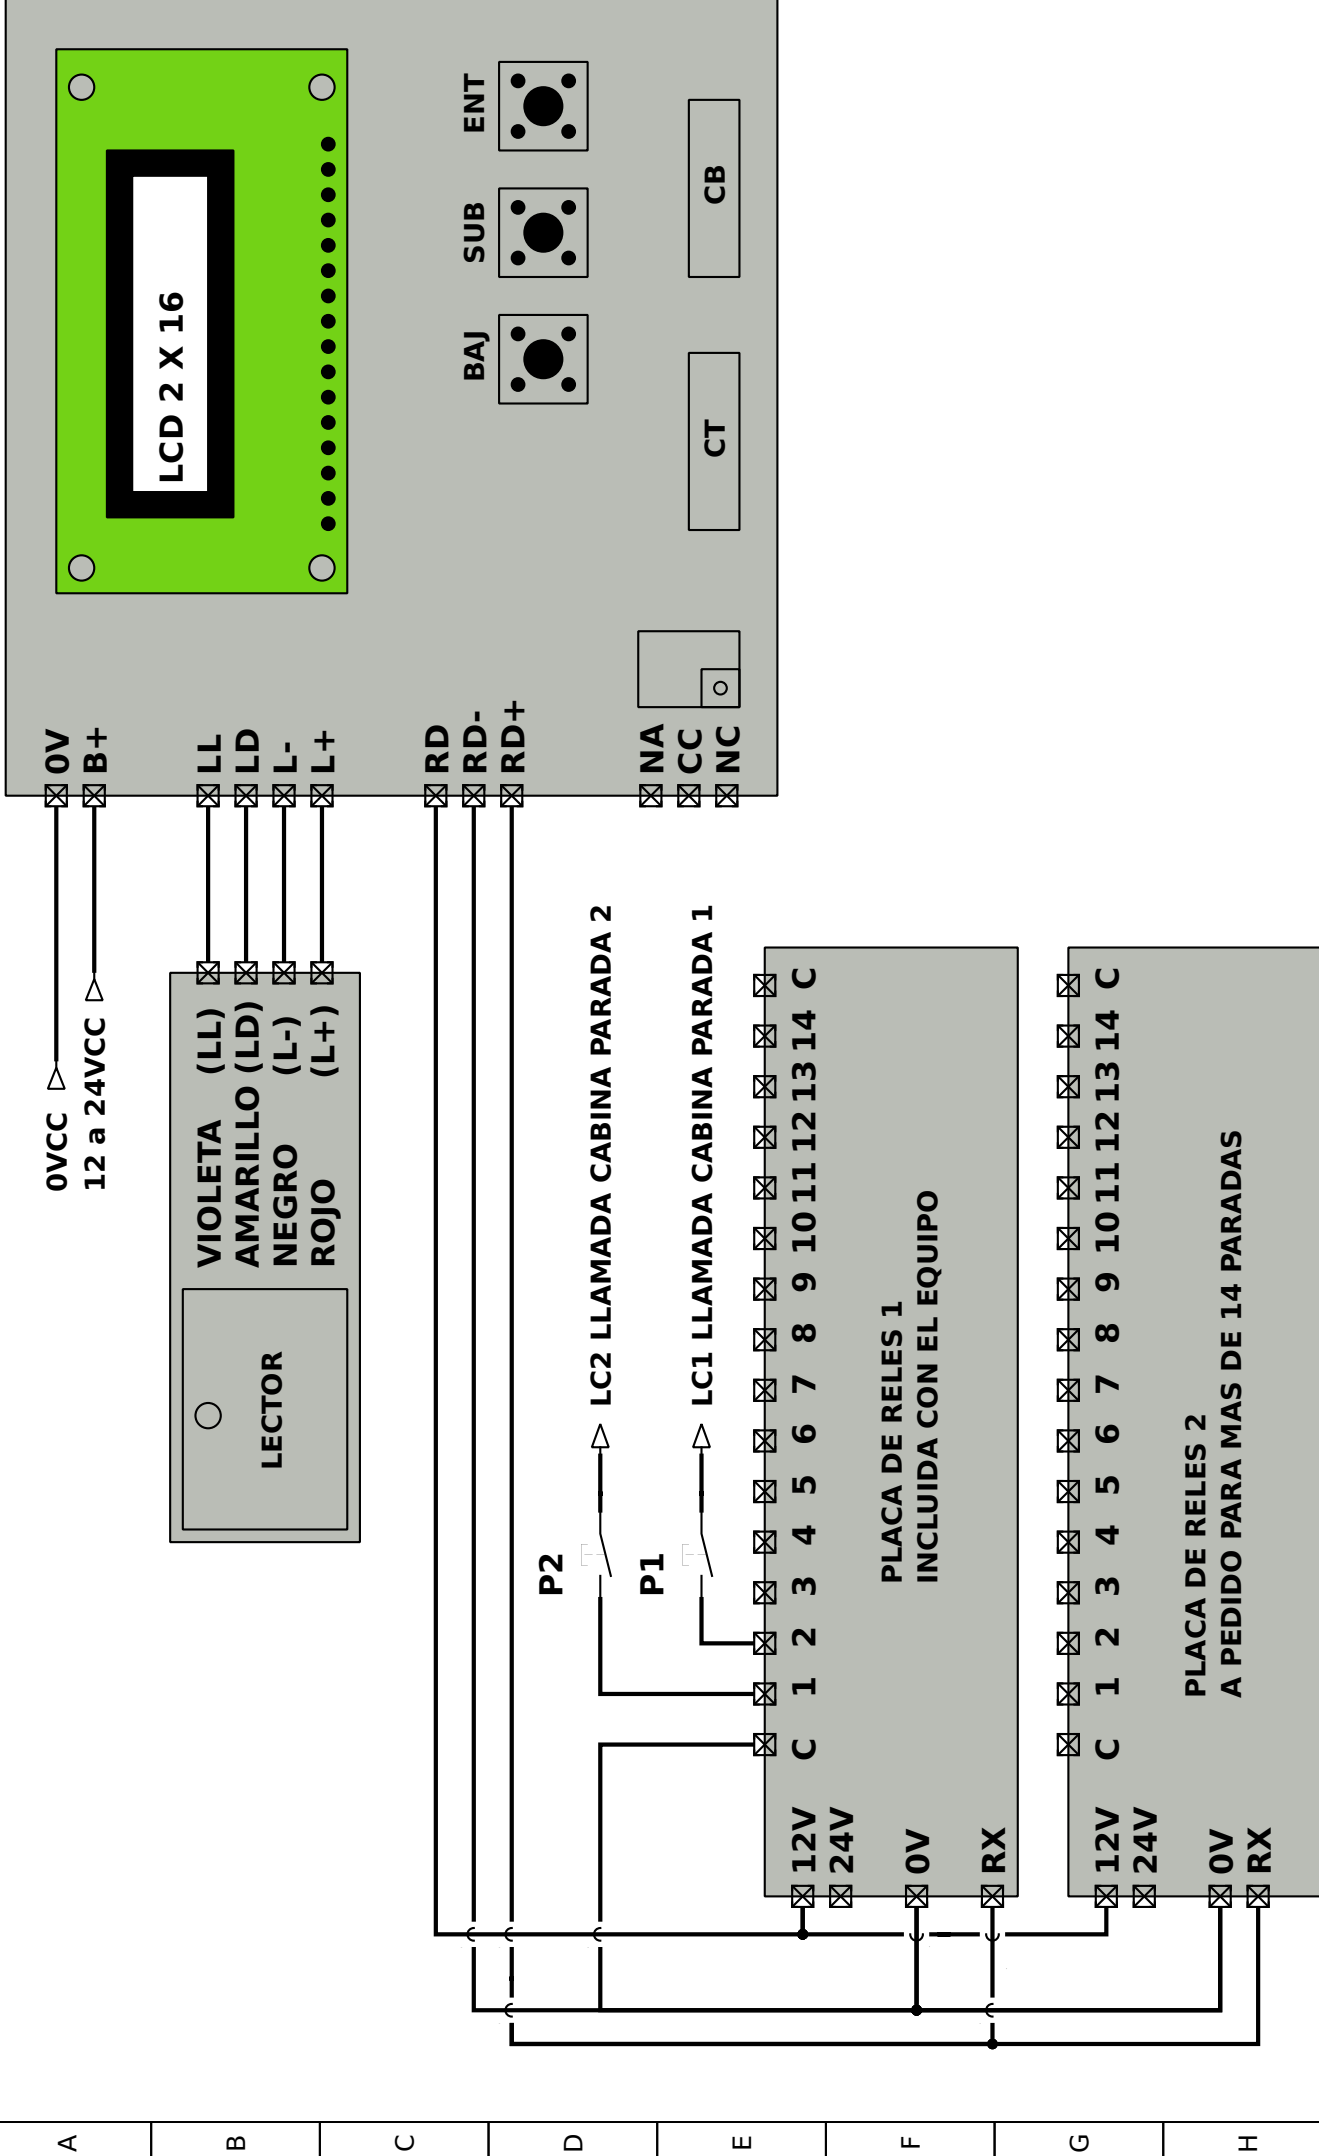 LCD 2 X 16
ENT
SUB
BAJ
CB
CT
0V
B+
LL
LD
L-
L+
RD
RD-
RD+
NA
CC
NC
0VCC
12 a 24VCC
VIOLETA (LL)
AMARILLO (LD)
NEGRO (L-)
ROJO (L+)
LECTOR
P2
LC2 LLAMADA CABINA PARADA 2
P1
LC1 LLAMADA CABINA PARADA 1
C 1 2 3 4 5 6 7 8 9 10 11 12 13 14 C
12V
24V
0V
RX
PLACA DE RELES 1
INCLUIDA CON EL EQUIPO
C 1 2 3 4 5 6 7 8 9 10 11 12 13 14 C
12V
24V
0V
RX
PLACA DE RELES 2
A PEDIDO PARA MAS DE 14 PARADAS
A
B
C
D
E
F
G
H